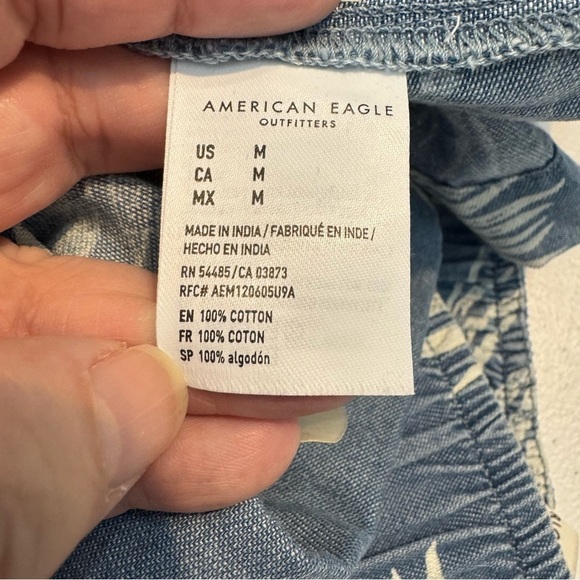 AMERICAN EAGLE
OUTFITTERS
US M
CA M
MX M
MADE IN INDIA / FABRIQUÉ EN INDE /
HECHO EN INDIA
RN 54485 / CA 03873
RFC# AEM120605U9A
EN 100% COTTON
FR 100% COTON
SP 100% algodón